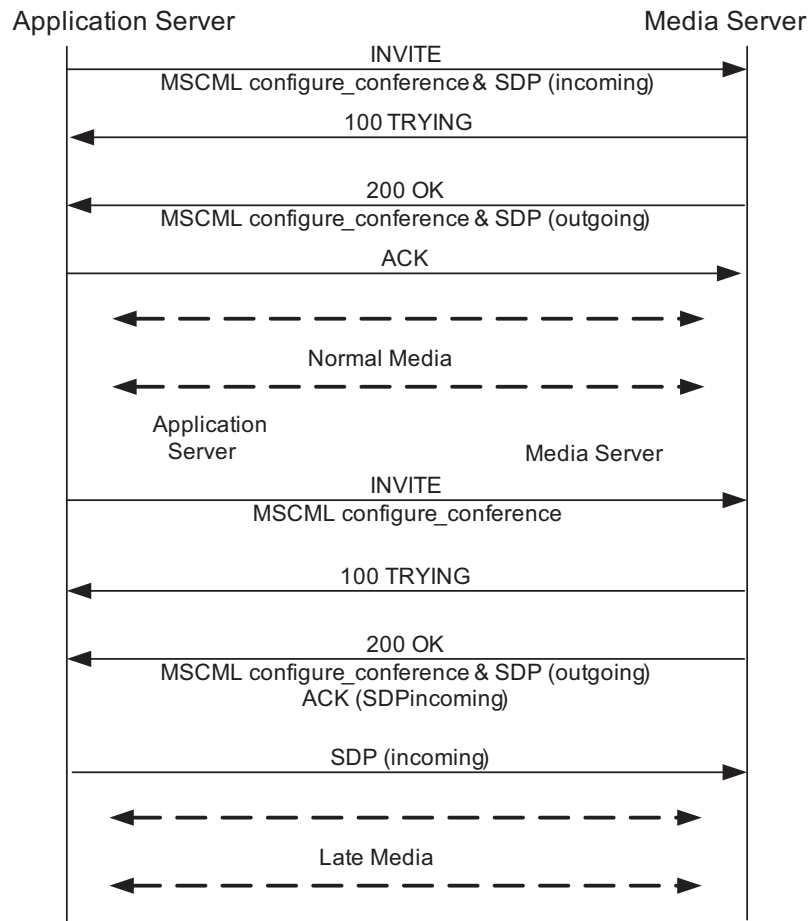 Application Server Media Server
INVITE
MSCML configure_conference & SDP (incoming)
100 TRYING
200 OK
MSCML configure_conference & SDP (outgoing)
ACK
Normal Media
Application
Server
Media Server
INVITE
MSCML configure_conference
100 TRYING
200 OK
MSCML configure_conference & SDP (outgoing)
ACK (SDPincoming)
SDP (incoming)
Late Media